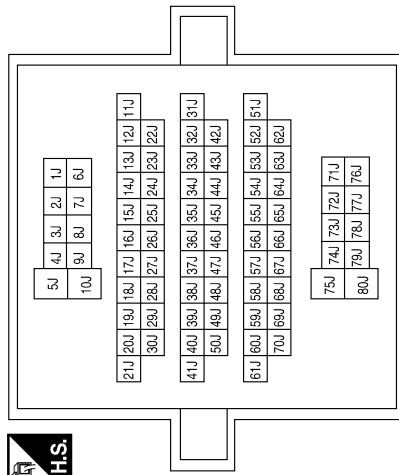 H.S.
5J 4J 3J 2J 1J
10J 9J 8J 7J 6J
21J 20J 19J 18J 17J 16J 15J 14J 13J 12J 11J
30J 29J 28J 27J 26J 25J 24J 23J 22J
41J 40J 39J 38J 37J 36J 35J 34J 33J 32J 31J
50J 49J 48J 47J 46J 45J 44J 43J 42J
61J 60J 59J 58J 57J 56J 55J 54J 53J 52J 51J
70J 69J 68J 67J 66J 65J 64J 63J 62J
75J 74J 73J 72J 71J
80J 79J 78J 77J 76J